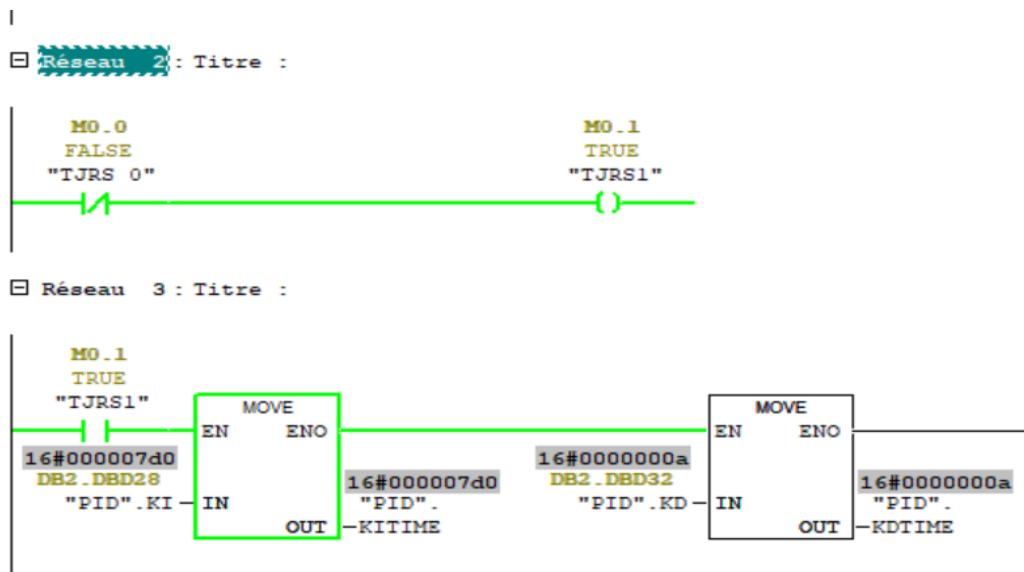 Réseau 2 : Titre :
M0.0
FALSE
"TJRS 0"
M0.1
TRUE
"TJRS1"
Réseau 3 : Titre :
M0.1
TRUE
"TJRS1"
MOVE
EN ENO
16#000007d0
DB2.DBD28
"PID".KI
IN
16#000007d0
"PID".
OUT
KITIME
MOVE
EN ENO
16#0000000a
DB2.DBD32
"PID".KD
IN
16#0000000a
"PID".
OUT
KDTIME